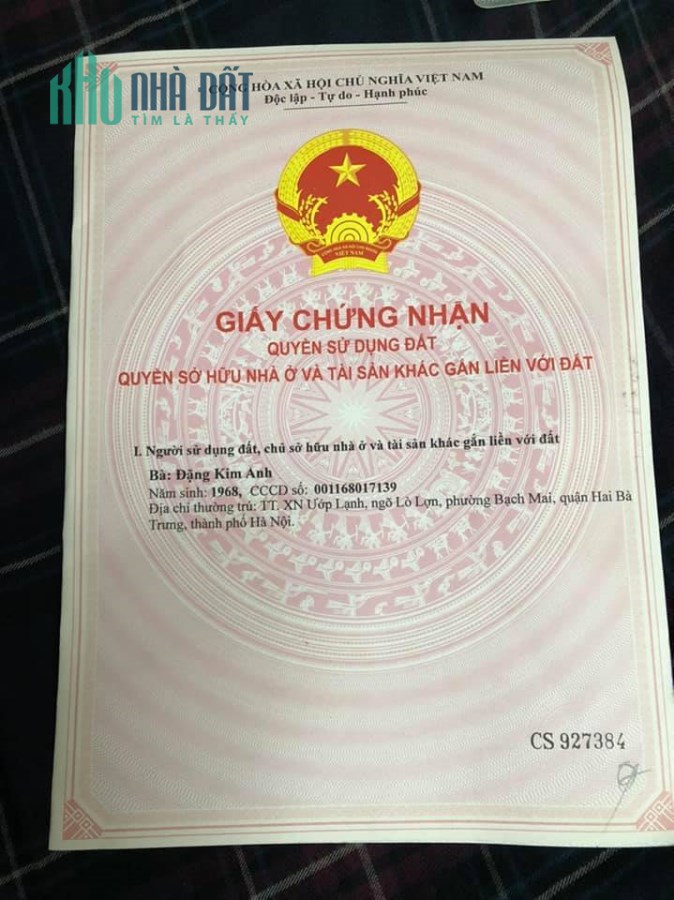 KHO NHÀ ĐẤT
TÌM LÀ THẤY
CỘNG HÒA XÃ HỘI CHỦ NGHĨA VIỆT NAM
Độc lập - Tự do - Hạnh phúc
VIỆT NAM
GIẤY CHỨNG NHẬN
QUYỀN SỬ DỤNG ĐẤT
QUYỀN SỞ HỮU NHÀ Ở VÀ TÀI SẢN KHÁC GẮN LIỀN VỚI ĐẤT
I. Người sử dụng đất, chủ sở hữu nhà ở và tài sản khác gắn liền với đất
Bà: Đặng Kim Anh
Năm sinh: 1968, CCCD số: 001168017139
Địa chỉ thường trú: TT. XN Ướp Lạnh, ngõ Lò Lợn, phường Bạch Mai, quận Hai Bà
Trưng, thành phố Hà Nội.
CS 927384